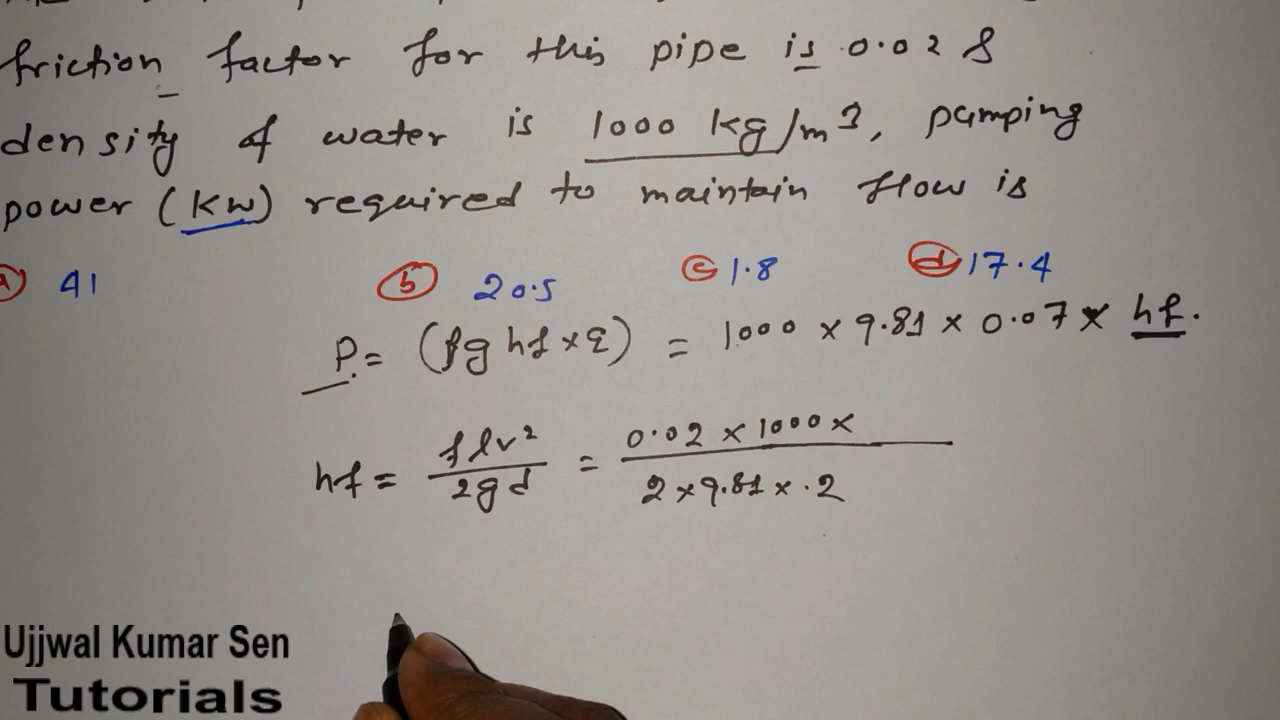 friction factor for this pipe is 0.02 &
density of water is 1000 kg/m3, pumping
power (kw) required to maintain flow is
a 41 b 20.5 c 1.8 d 17.4
P = (ρg hf × Q) = 1000 × 9.81 × 0.07 × hf.
hf = flv²/2gd = 0.02 × 1000 ×/2 × 9.81 × .2
Ujjwal Kumar Sen
Tutorials